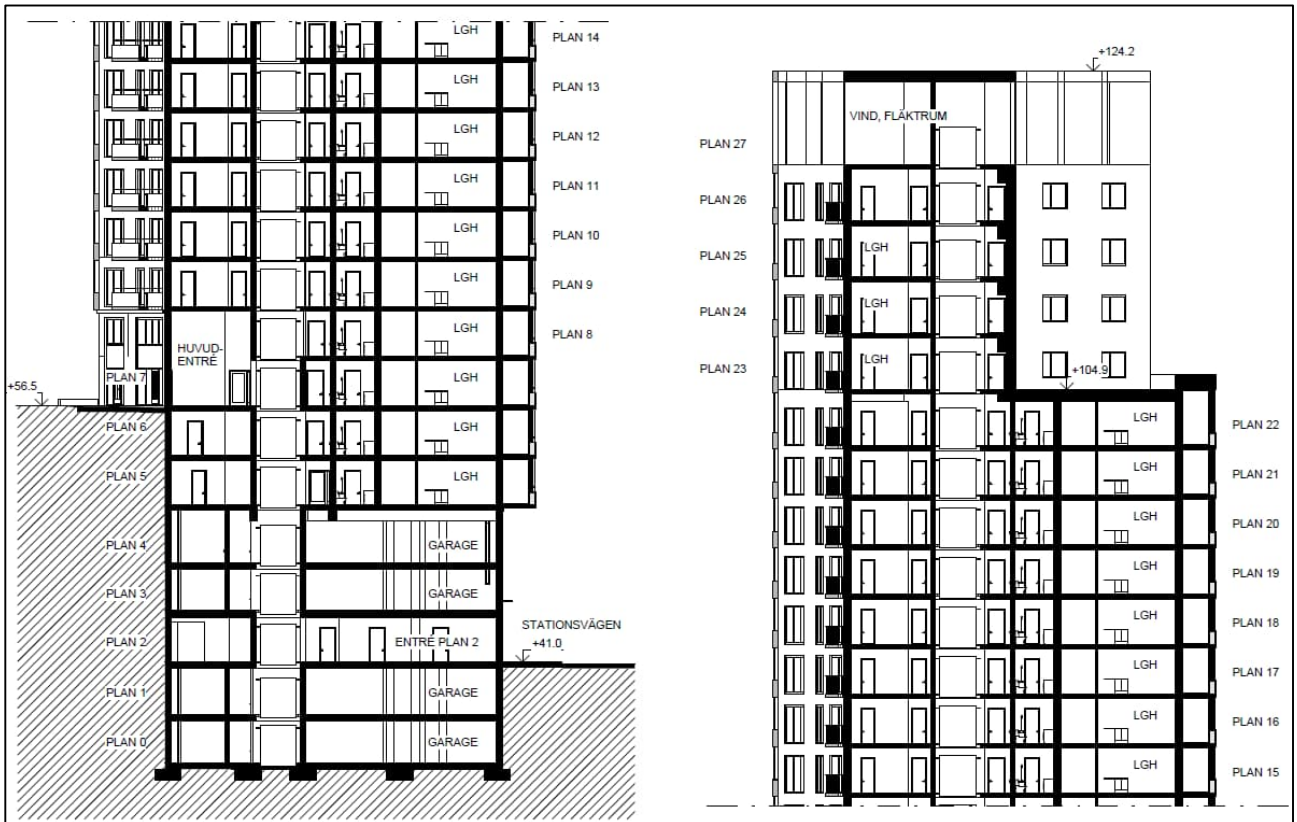 LGH
PLAN 14
LGH
PLAN 13
LGH
PLAN 12
LGH
PLAN 11
LGH
PLAN 10
LGH
PLAN 9
LGH
PLAN 8
HUVUD-
ENTRÉ
LGH
PLAN 7
+56.5
PLAN 6
LGH
PLAN 5
LGH
PLAN 4
GARAGE
PLAN 3
GARAGE
STATIONSVÄGEN
PLAN 2
ENTRÉ PLAN 2
+41.0
PLAN 1
GARAGE
PLAN 0
GARAGE
+124.2
VIND, FLÄKTRUM
PLAN 27
PLAN 26
LGH
PLAN 25
LGH
PLAN 24
LGH
PLAN 23
+104.9
LGH
PLAN 22
LGH
PLAN 21
LGH
PLAN 20
LGH
PLAN 19
LGH
PLAN 18
LGH
PLAN 17
LGH
PLAN 16
LGH
PLAN 15